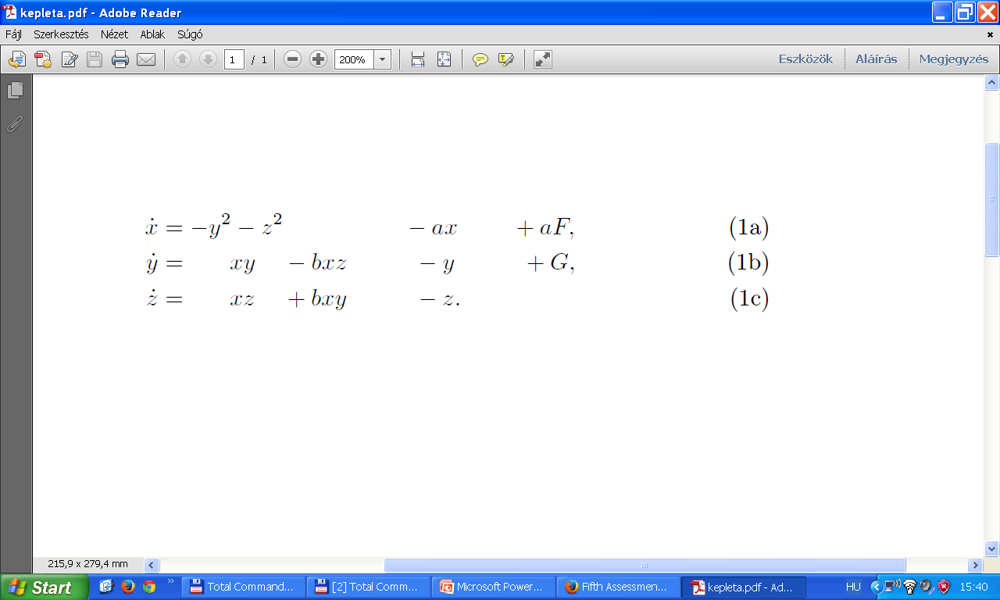 kepleta.pdf - Adobe Reader
Fájl Szerkesztés Nézet Ablak Súgó
1 / 1 200% Eszközök Aláírás Megjegyzés
ẋ = −y² − z² − ax + aF, (1a)
ẏ = xy − bxz − y + G, (1b)
ż = xz + bxy − z. (1c)
215,9 x 279,4 mm
Start » Total Command... [2] Total Comm... Microsoft Power... Fifth Assessmen... kepleta.pdf - Ad... HU 15:40